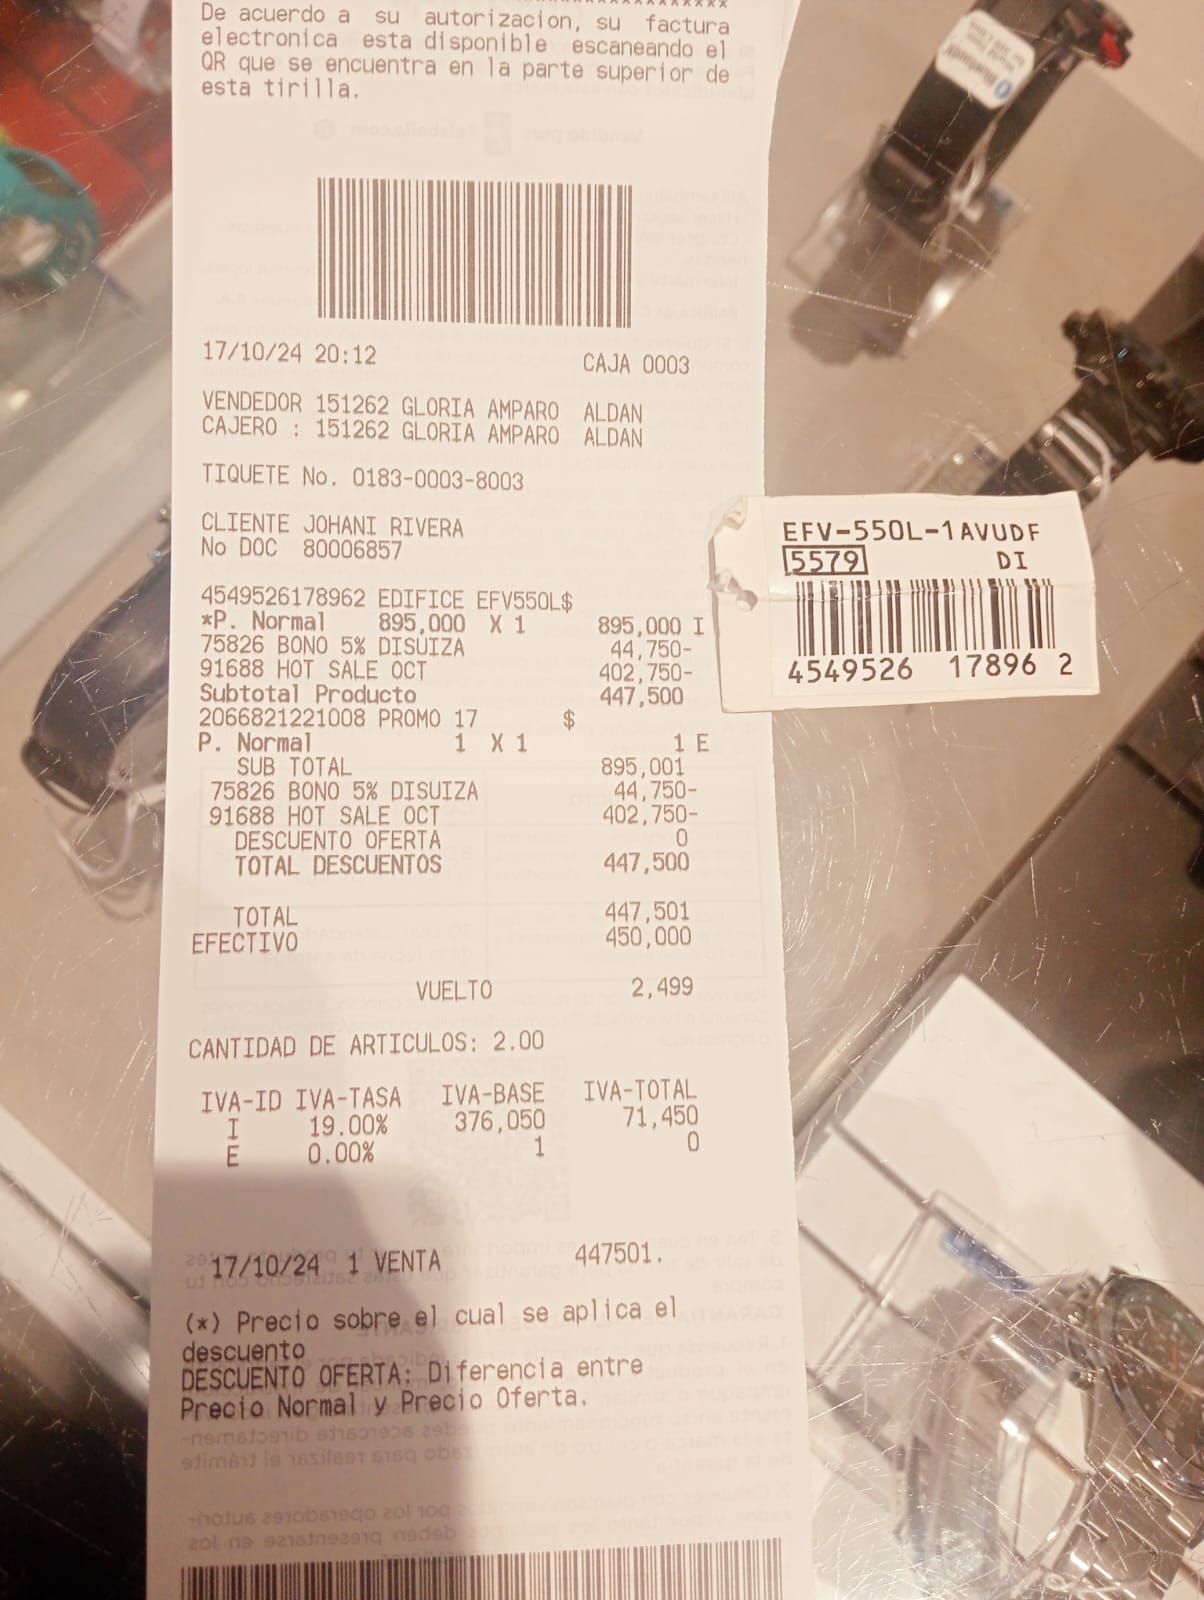 De acuerdo a su autorizacion, su factura
electronica esta disponible escaneando el
QR que se encuentra en la parte superior de
esta tirilla.
17/10/24 20:12 CAJA 0003
VENDEDOR 151262 GLORIA AMPARO ALDAN
CAJERO : 151262 GLORIA AMPARO ALDAN
TIQUETE No. 0183-0003-8003
CLIENTE JOHANI RIVERA
No DOC 80006857
4549526178962 EDIFICE EFV550L$
*P. Normal 895,000 X 1 895,000 I
75826 BONO 5% DISUIZA 44,750-
91688 HOT SALE OCT 402,750-
Subtotal Producto 447,500
2066821221008 PROMO 17 $
P. Normal 1 X 1 1 E
SUB TOTAL 895,001
75826 BONO 5% DISUIZA 44,750-
91688 HOT SALE OCT 402,750-
DESCUENTO OFERTA 0
TOTAL DESCUENTOS 447,500
TOTAL 447,501
EFECTIVO 450,000
VUELTO 2,499
CANTIDAD DE ARTICULOS: 2.00
IVA-ID IVA-TASA IVA-BASE IVA-TOTAL
I 19.00% 376,050 71,450
E 0.00% 1 0
17/10/24 1 VENTA 447501.
(*) Precio sobre el cual se aplica el
descuento
DESCUENTO OFERTA: Diferencia entre
Precio Normal y Precio Oferta.
EFV-550L-1AVUDF
5579 DI
4549526 17896 2